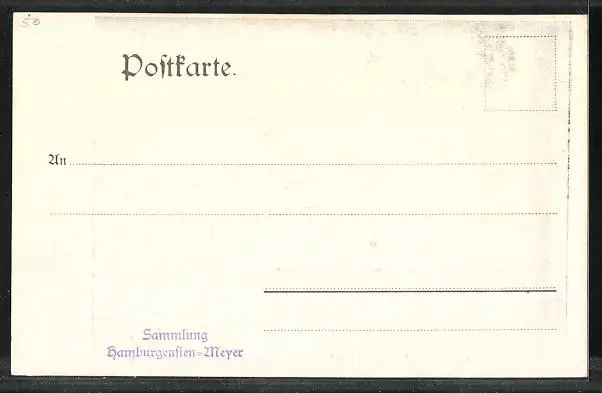 50
Postkarte.
An
Sammlung
Hamburgensien=Meyer